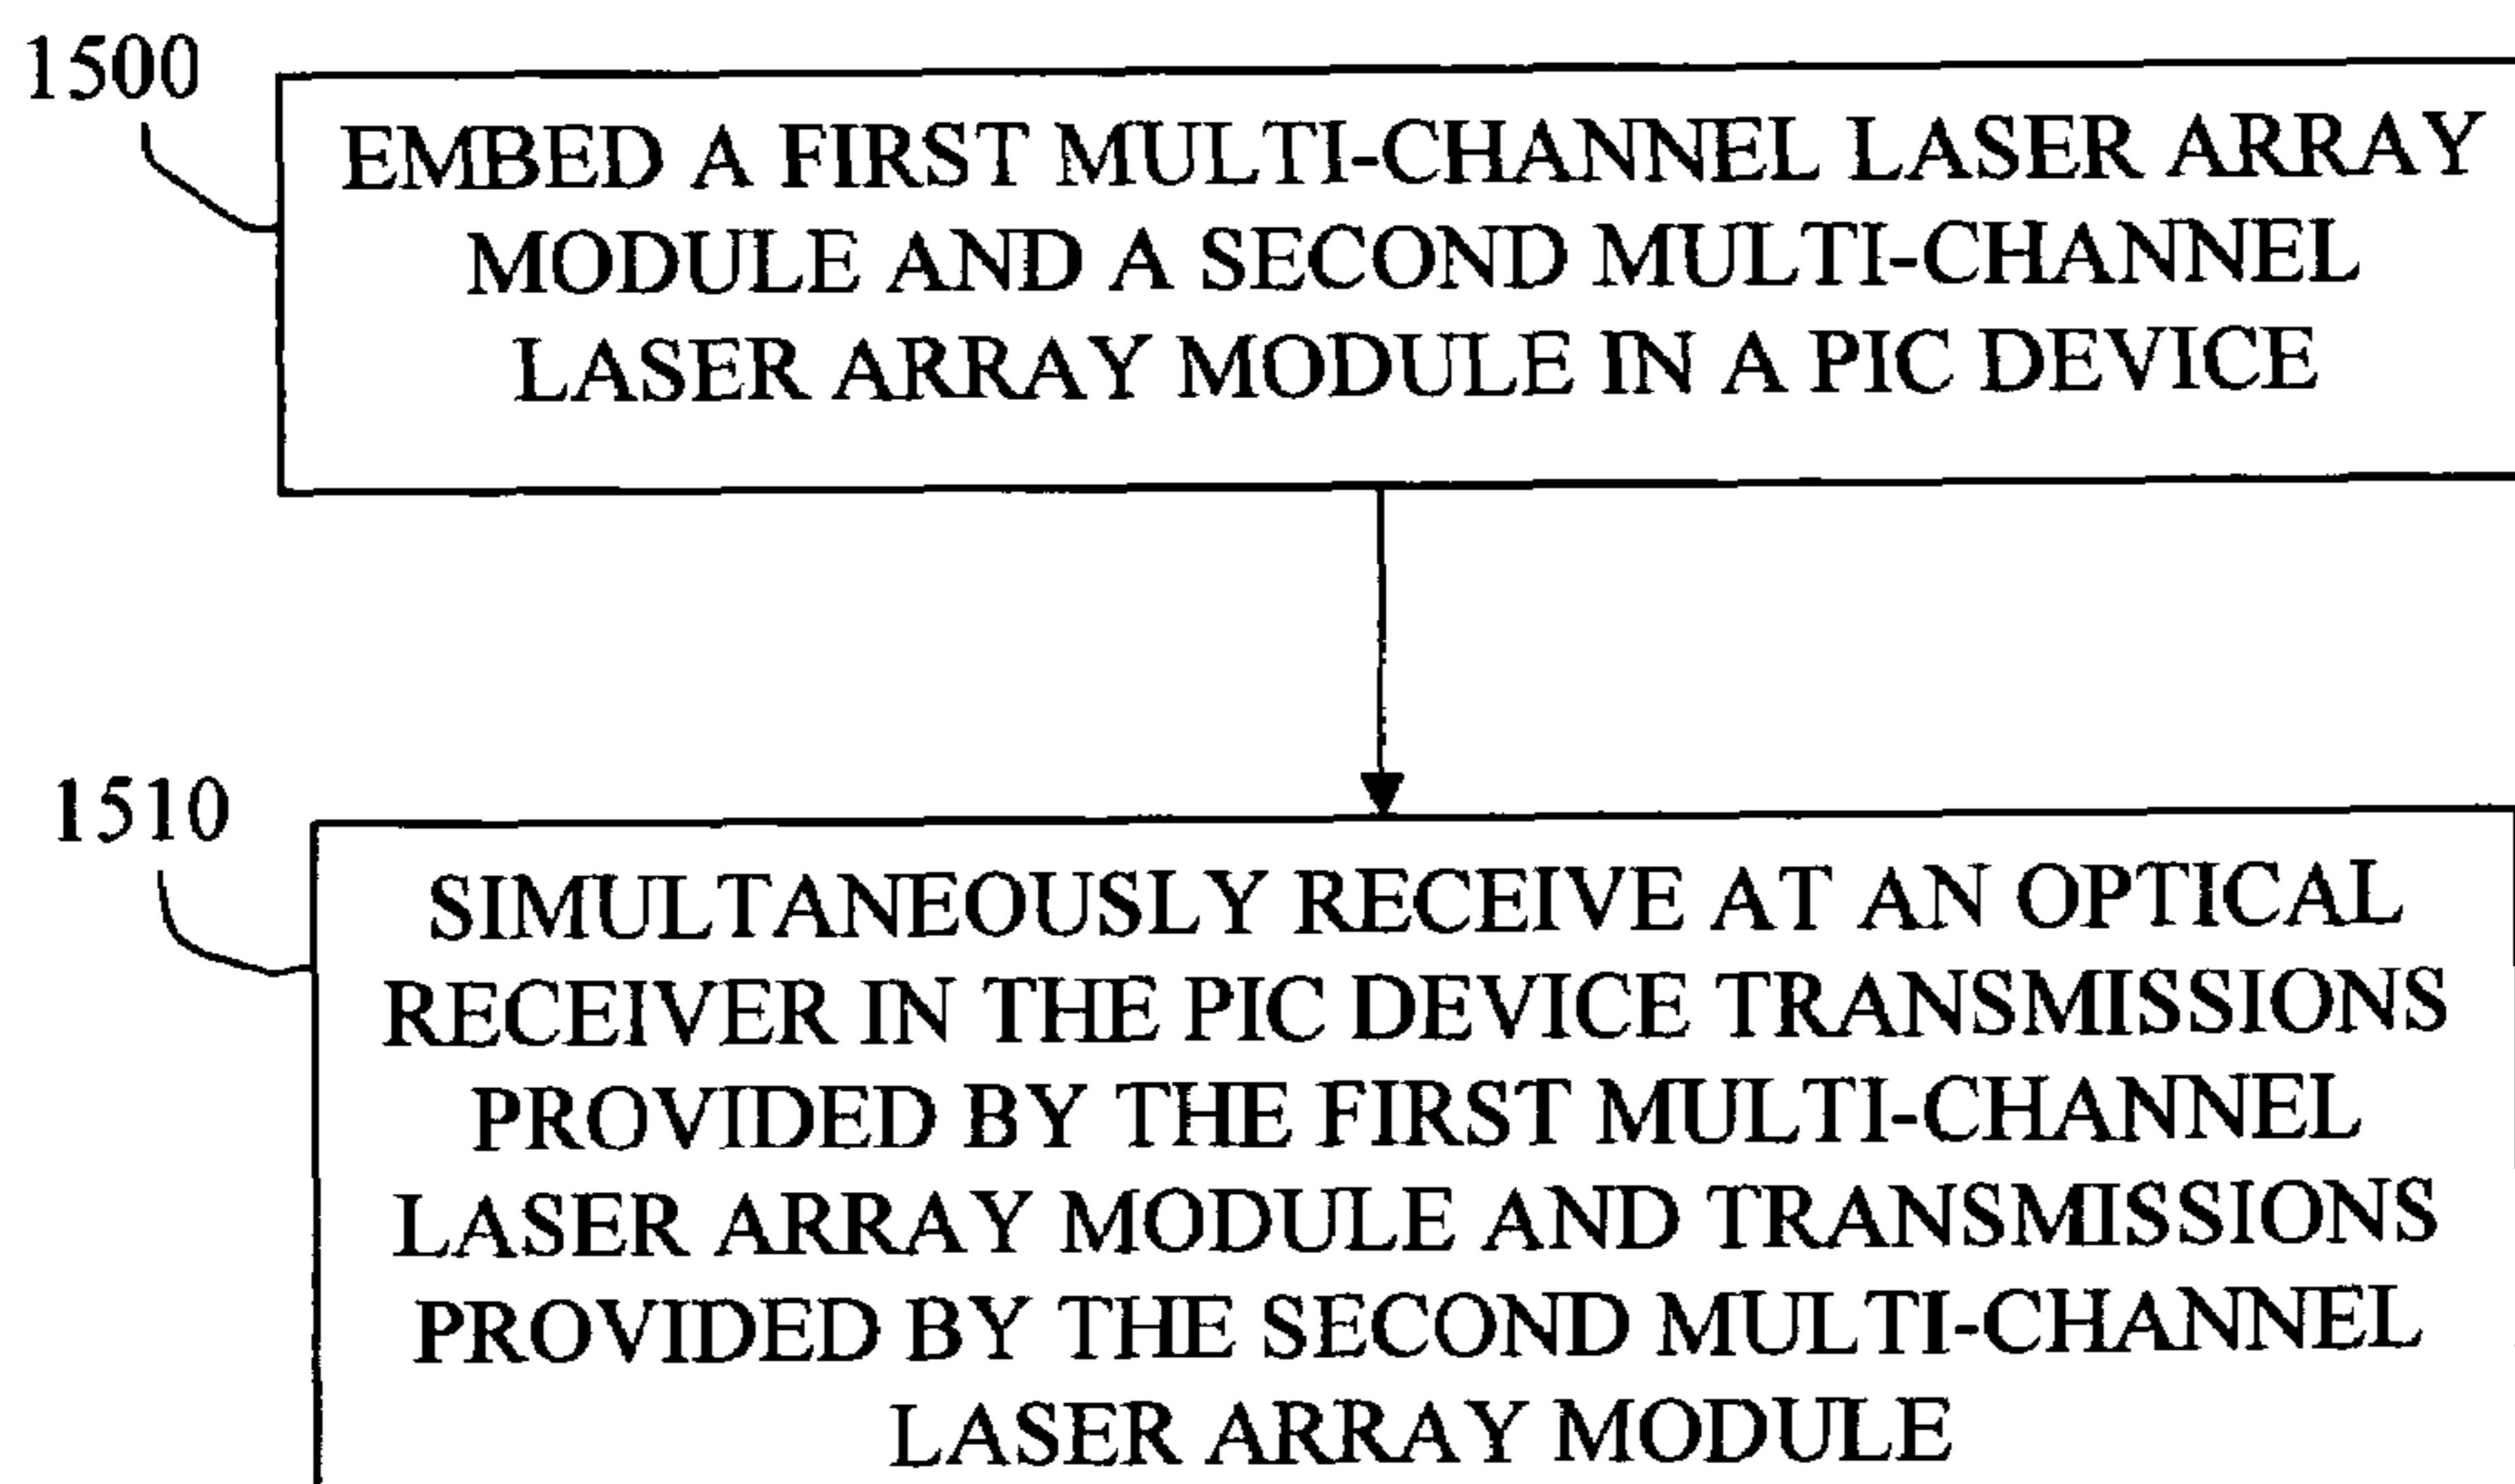 1500
EMBED A FIRST MULTI-CHANNEL LASER ARRAY
MODULE AND A SECOND MULTI-CHANNEL
LASER ARRAY MODULE IN A PIC DEVICE
1510
SIMULTANEOUSLY RECEIVE AT AN OPTICAL
RECEIVER IN THE PIC DEVICE TRANSMISSIONS
PROVIDED BY THE FIRST MULTI-CHANNEL
LASER ARRAY MODULE AND TRANSMISSIONS
PROVIDED BY THE SECOND MULTI-CHANNEL
LASER ARRAY MODULE